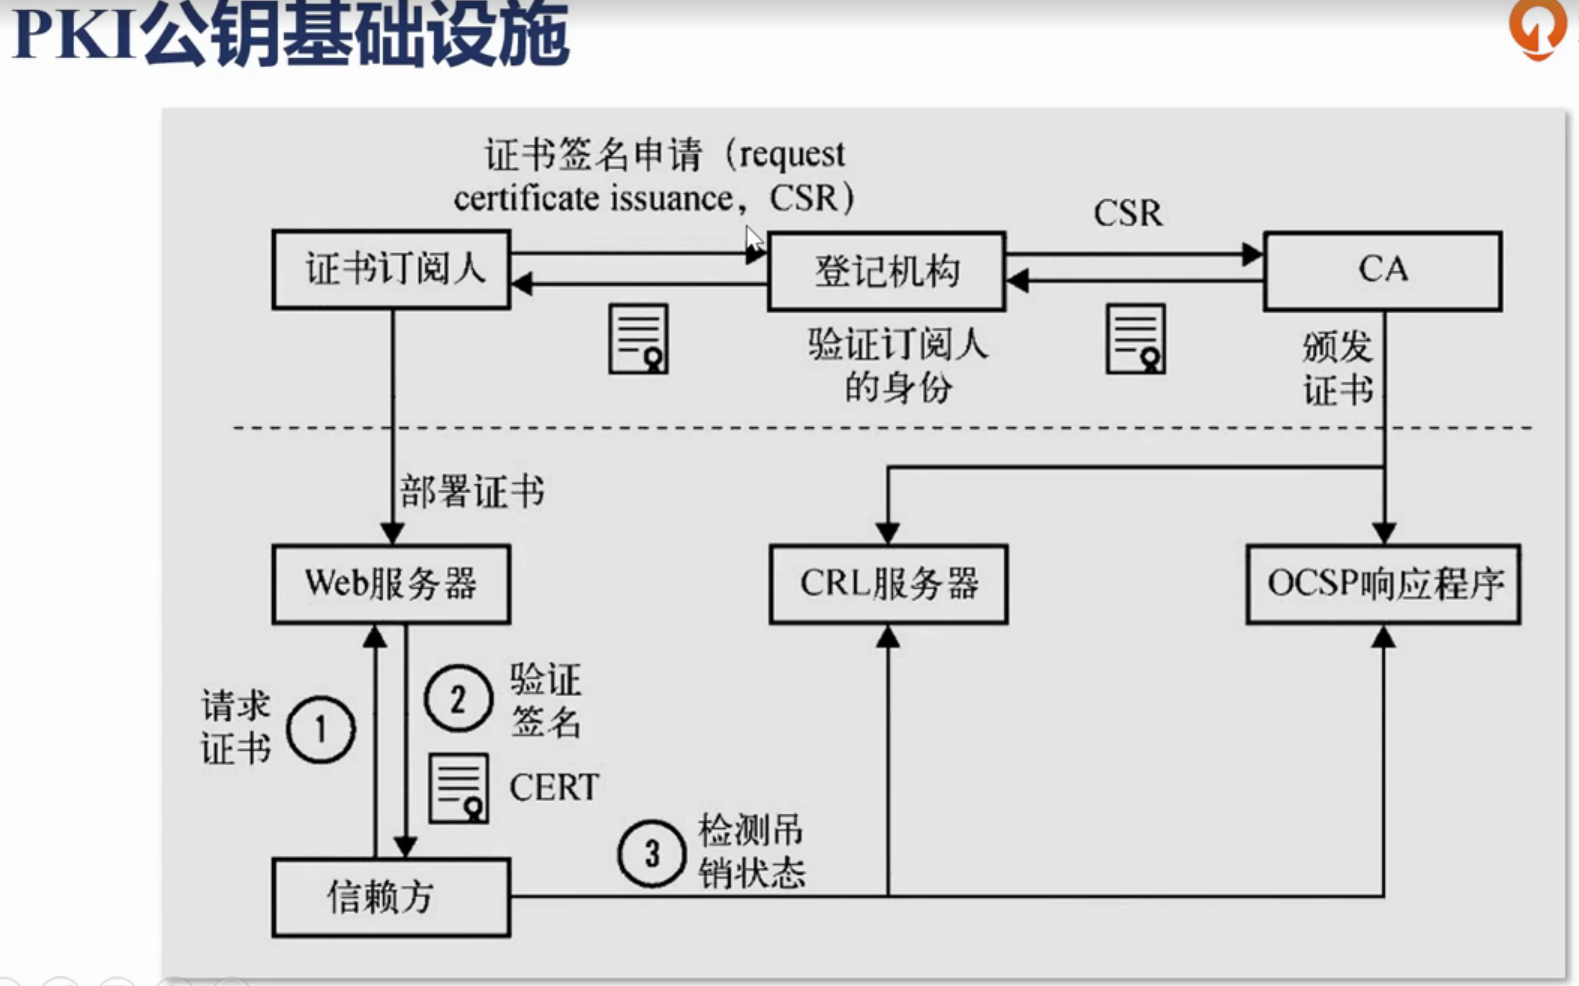 PKI公钥基础设施
证书签名申请（request
certificate issuance，CSR）
CSR
证书订阅人
登记机构
CA
验证订阅人
的身份
颁发
证书
部署证书
Web服务器
CRL服务器
OCSP响应程序
请求
证书
1
2
验证
签名
CERT
3
检测吊
销状态
信赖方